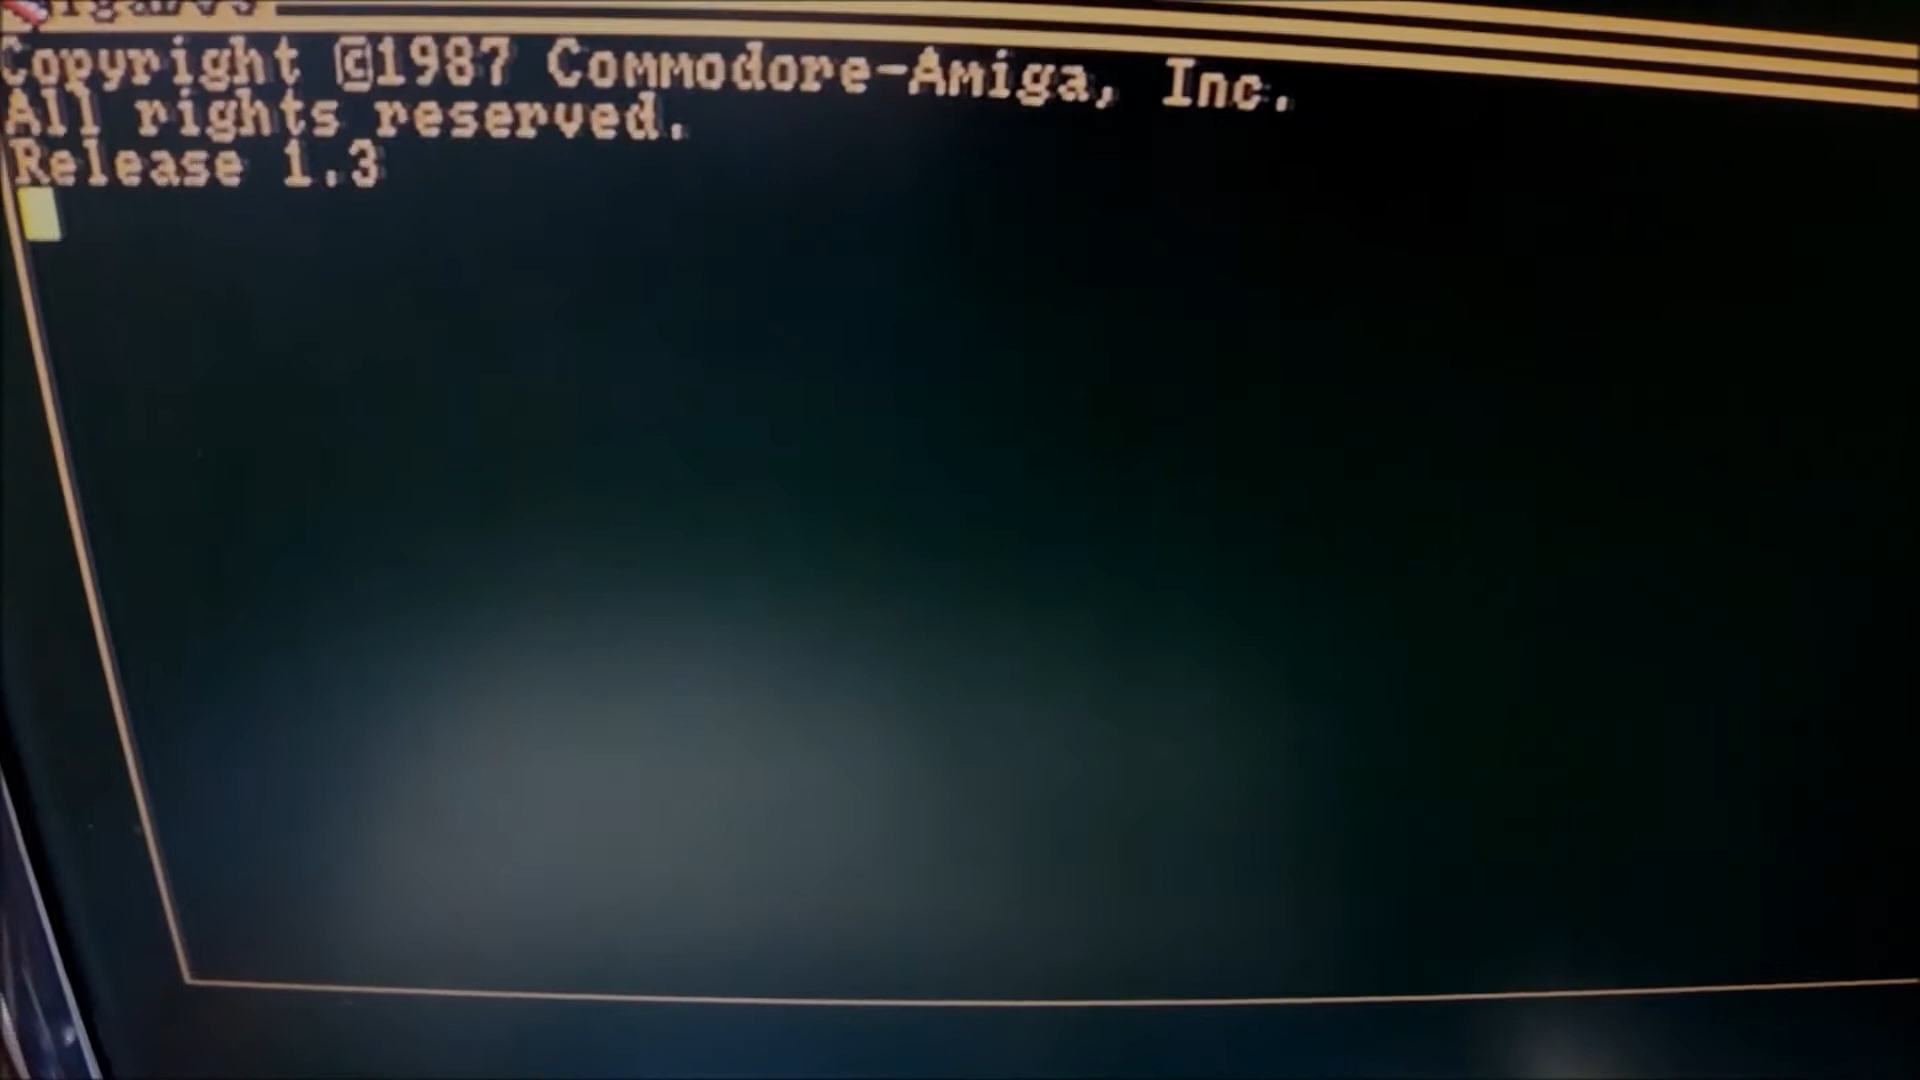 Copyright ©1987 Commodore-Amiga, Inc.
All rights reserved.
Release 1.3